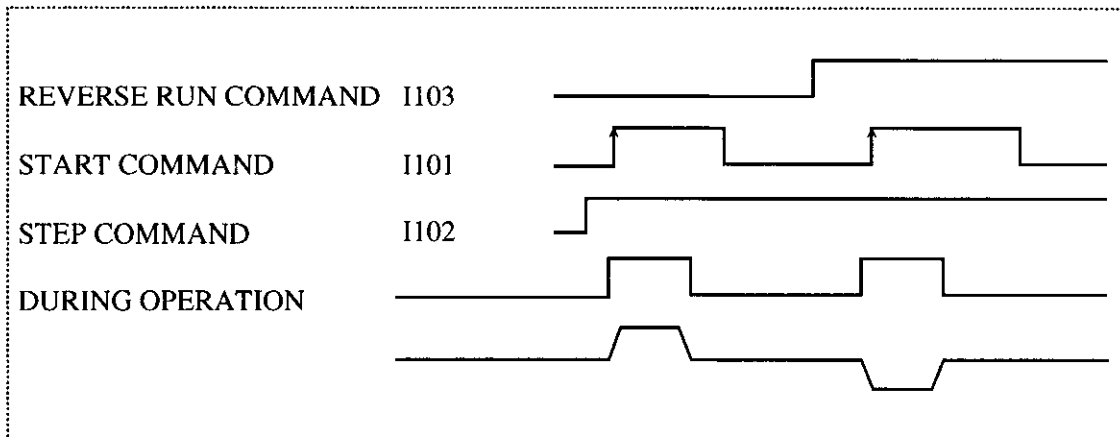 REVERSE RUN COMMAND I103
START COMMAND I101
STEP COMMAND I102
DURING OPERATION